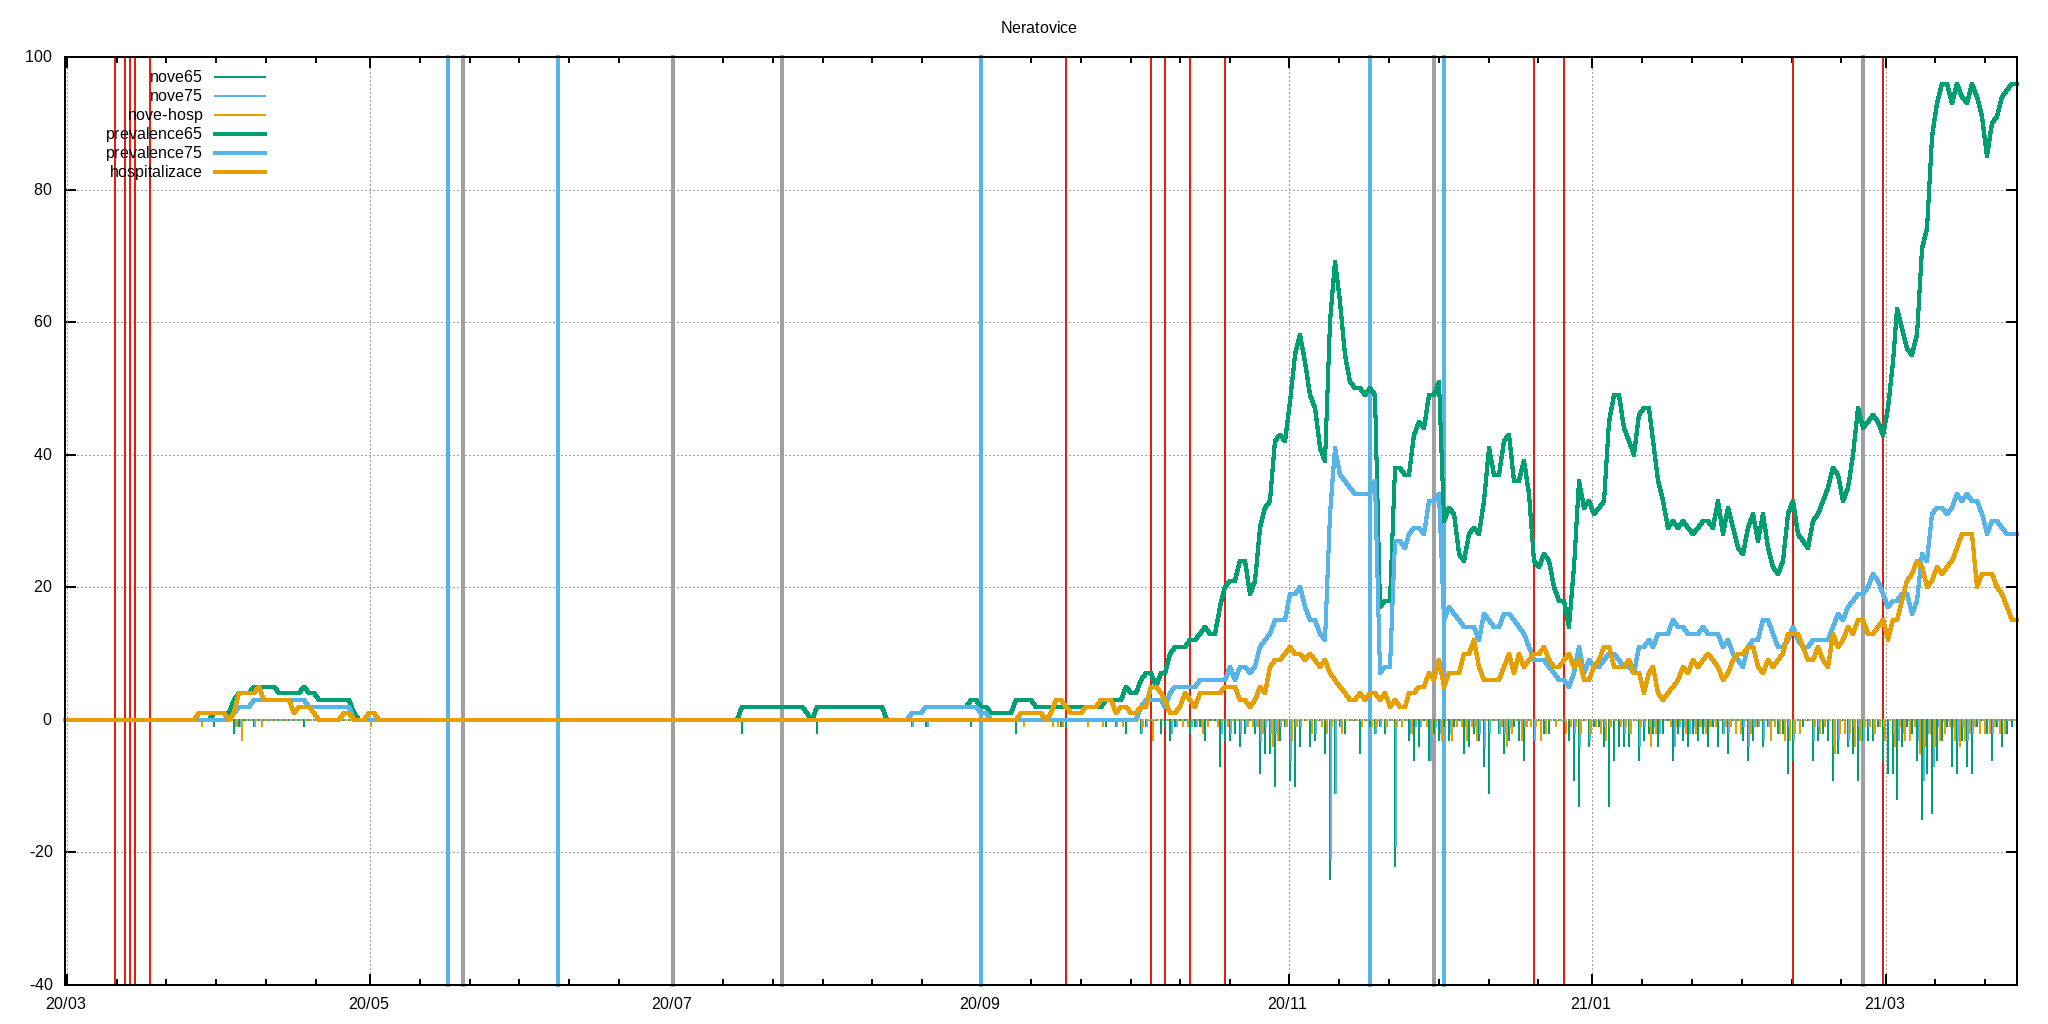 Neratovice
100
nove65
nove75
nove-hosp
prevalence65
prevalence75
hospitalizace
80
60
40
20
0
-20
-40
20/03 20/05 20/07 20/09 20/11 21/01 21/03